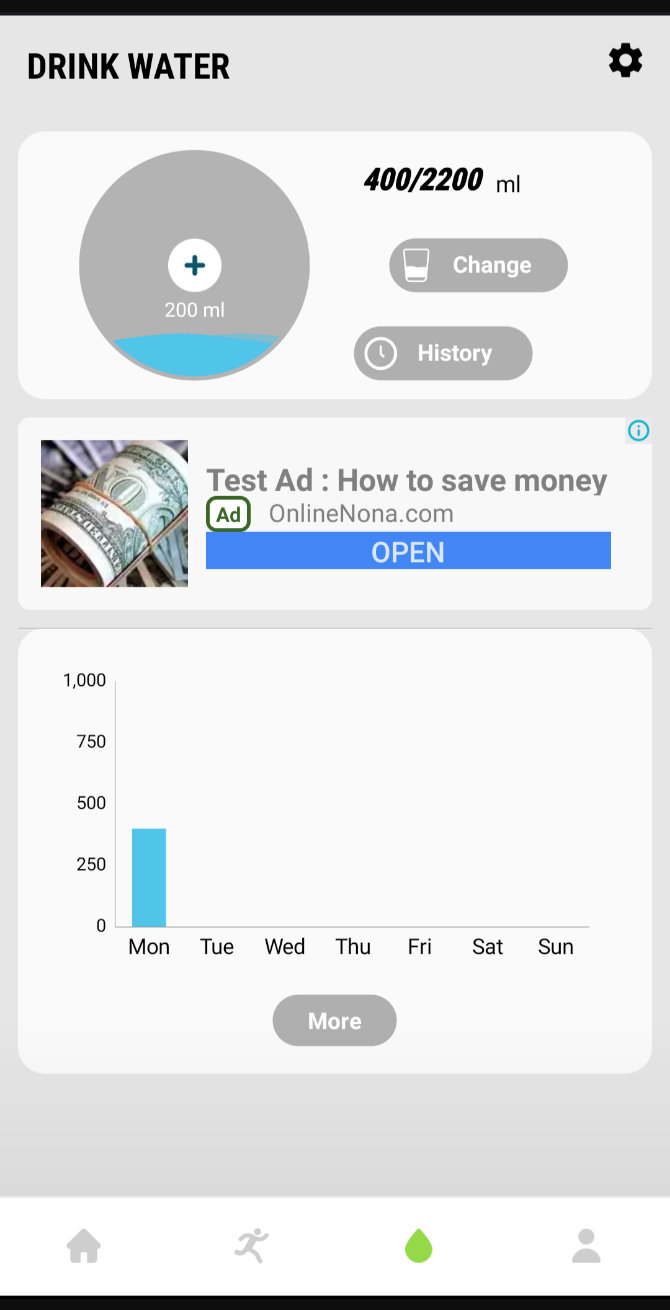 DRINK WATER
400/2200 ml
200 ml
Change
History
Test Ad : How to save money
Ad OnlineNona.com
OPEN
1,000
750
500
250
0
Mon Tue Wed Thu Fri Sat Sun
More